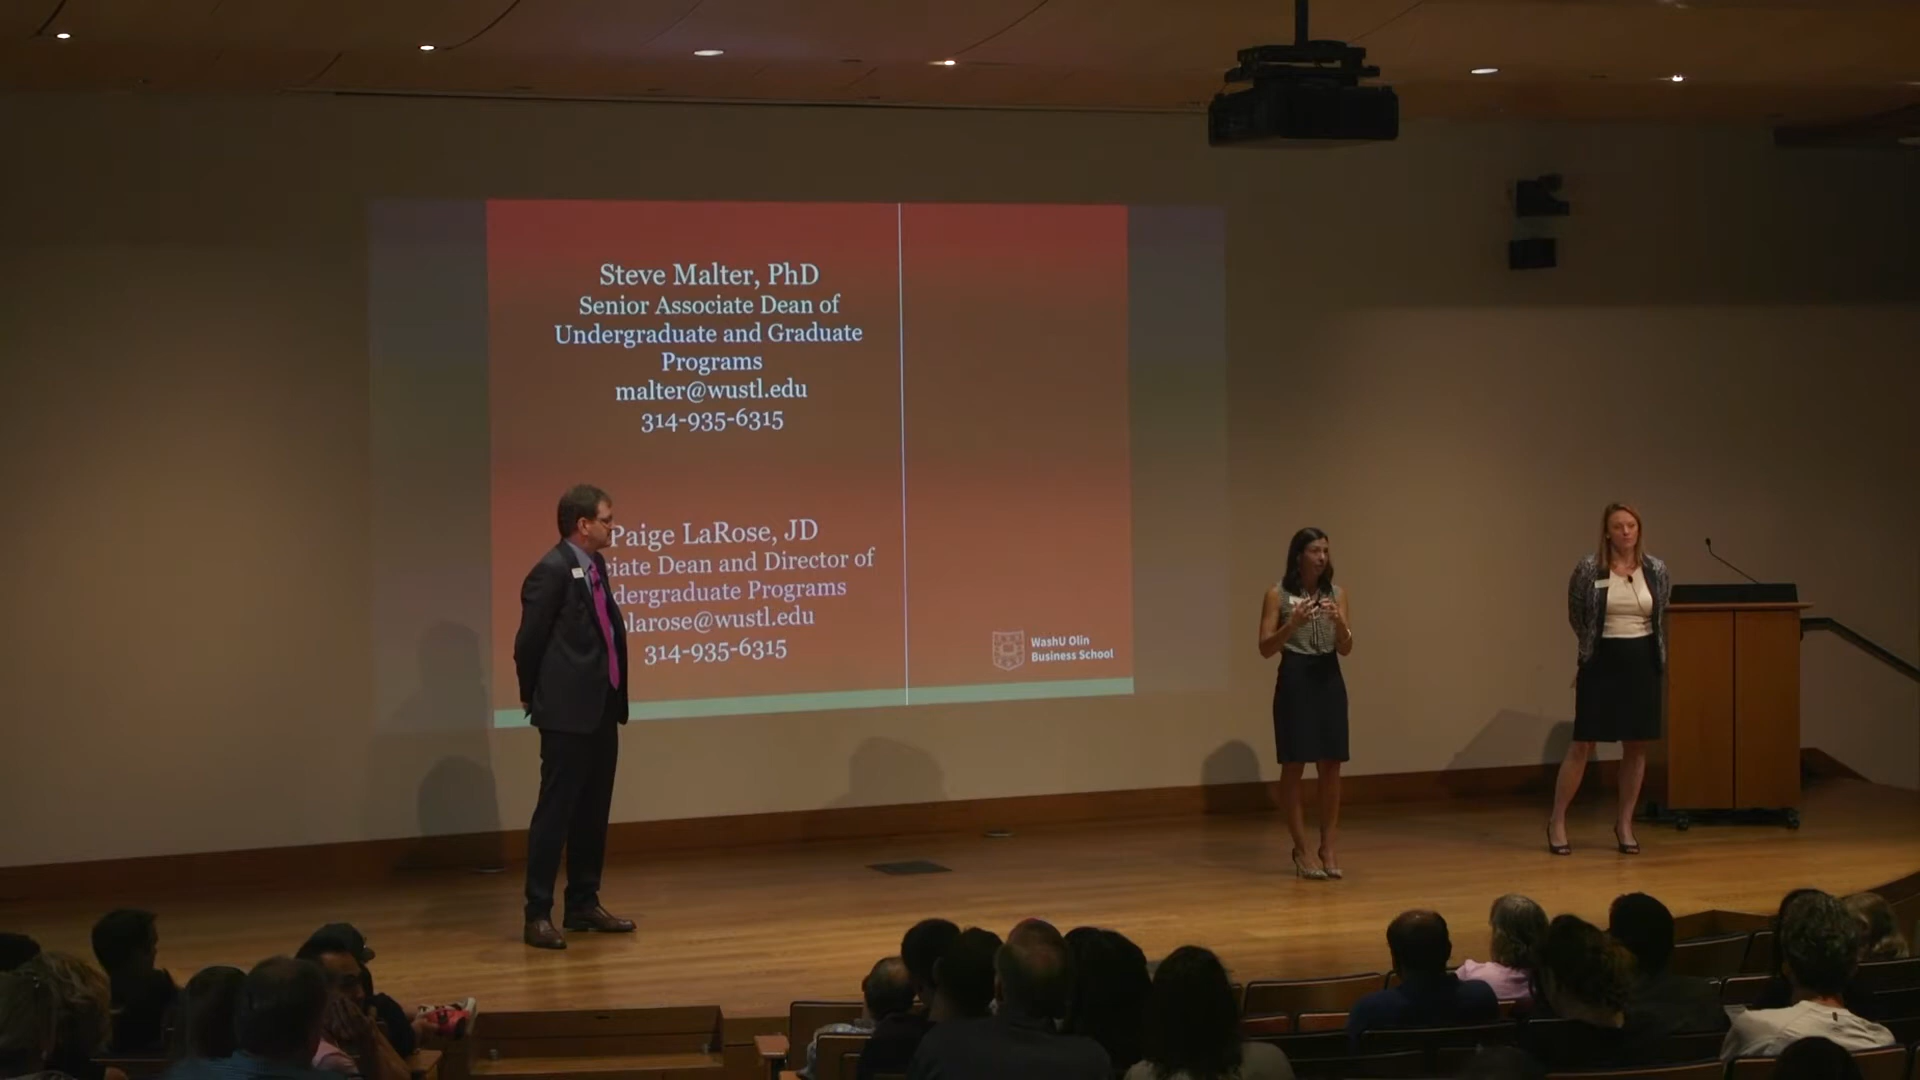 Steve Malter, PhD
Senior Associate Dean of
Undergraduate and Graduate
Programs
malter@wustl.edu
314-935-6315
Paige LaRose, JD
ciate Dean and Director of
dergraduate Programs
larose@wustl.edu
314-935-6315
WashU Olin
Business School